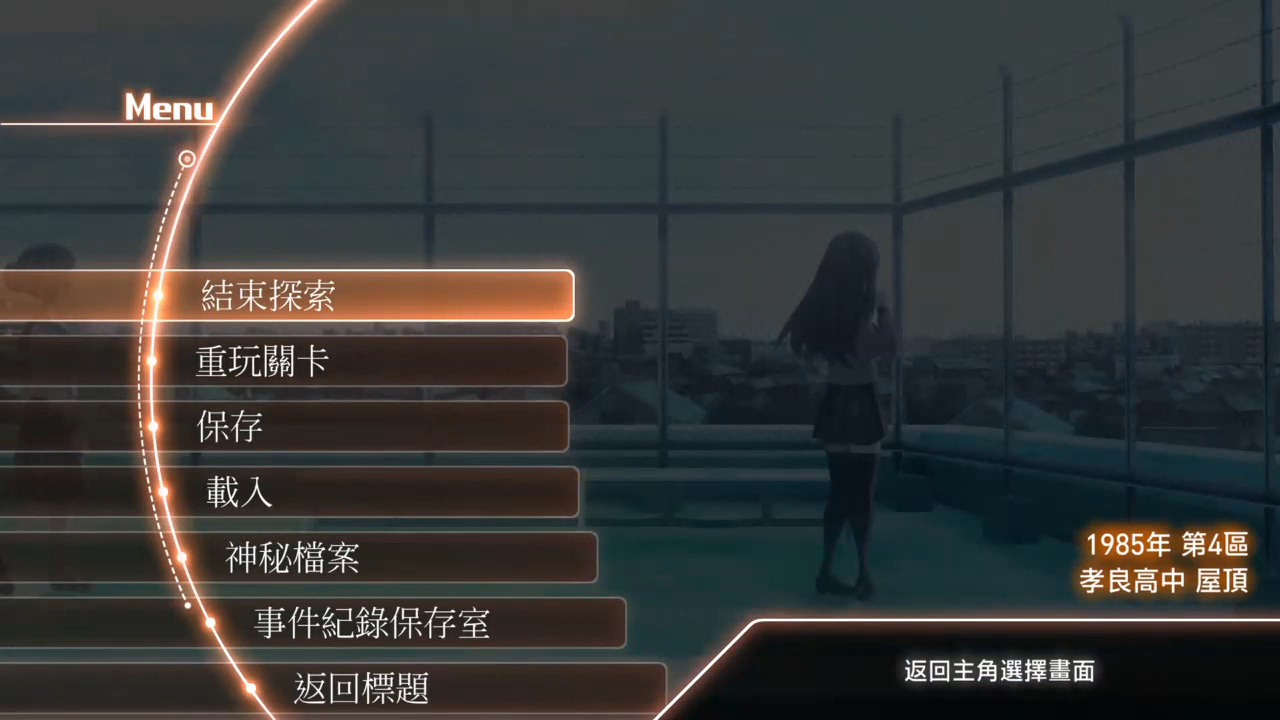 Menu
結束探索
重玩關卡
保存
載入
神秘檔案
事件紀錄保存室
返回標題
1985年 第4區
孝良高中 屋頂
返回主角選擇畫面